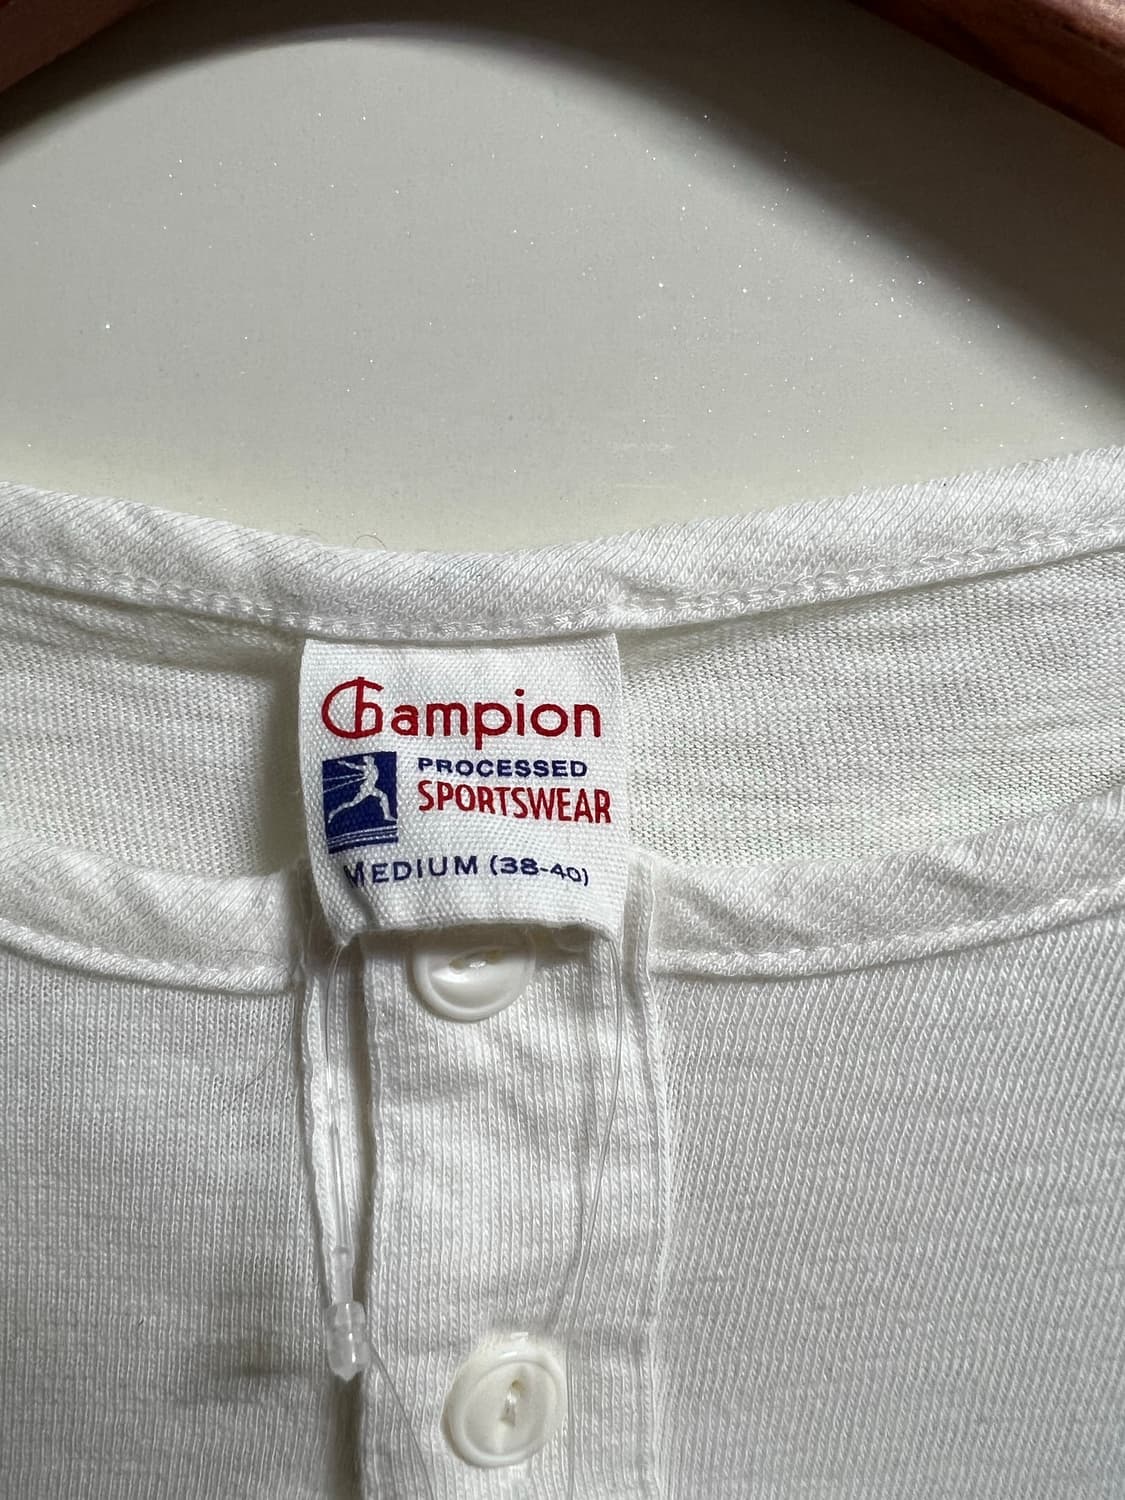 Champion
PROCESSED
SPORTSWEAR
MEDIUM (38-40)